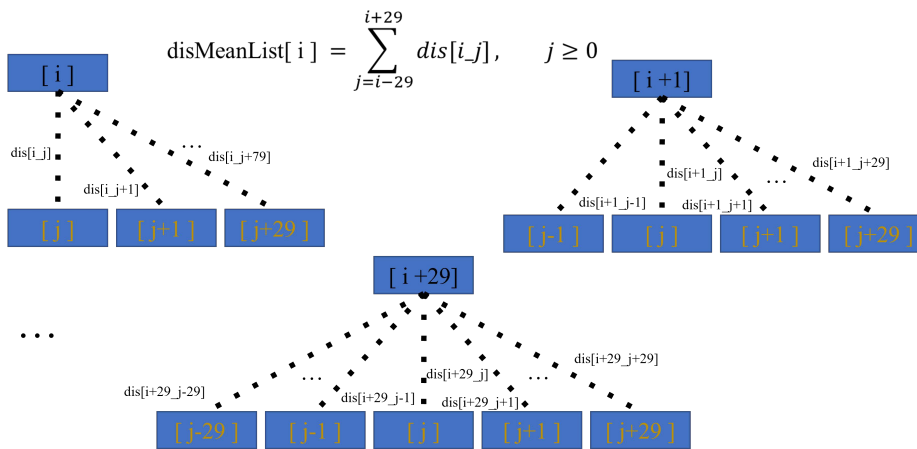 disMeanList[ i ] = \sum_{j=i-29}^{i+29} dis[i_j], j ≥ 0
[ i ]
[ i +1]
...
dis[i_j]
dis[i_j+79]
dis[i_j+1]
dis[i+1_j+29]
dis[i+1_j]
...
dis[i+1_j-1]
dis[i+1_j+1]
[ j ]
[ j+1 ]
[ j+29 ]
[ j-1 ]
[ j ]
[ j+1 ]
[ j+29 ]
[ i +29]
...
dis[i+29_j+29]
dis[i+29_j]
...
...
dis[i+29_j-29]
dis[i+29_j-1]
dis[i+29_j+1]
[ j-29 ]
[ j-1 ]
[ j ]
[ j+1 ]
[ j+29 ]